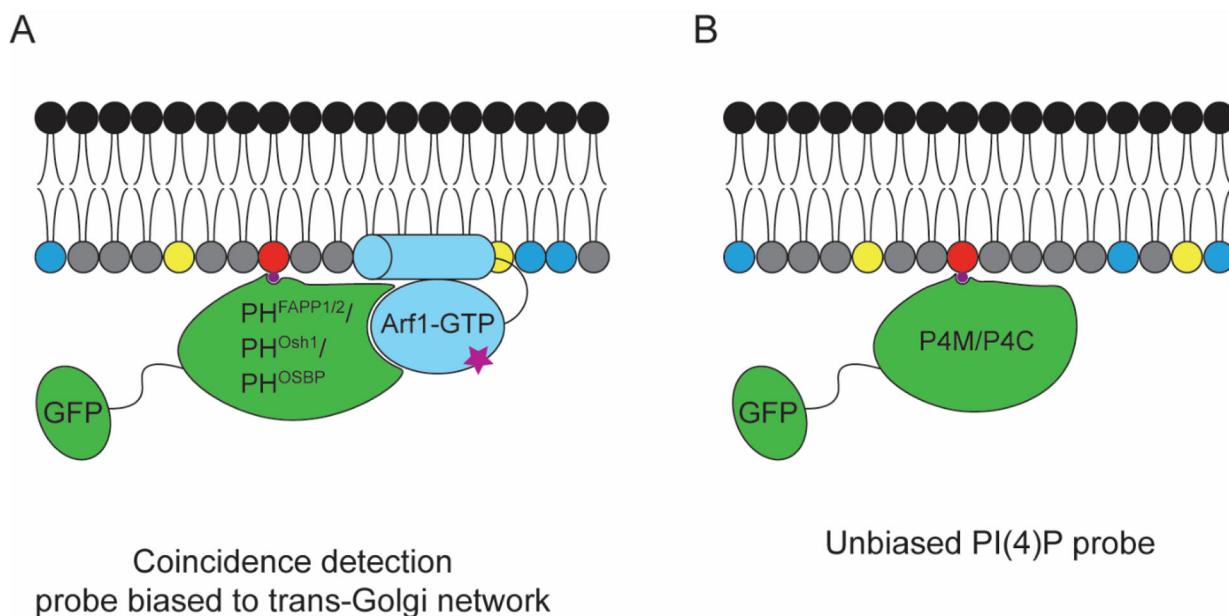 A
B
PH^FAPP1/2/
PH^Osh1/
PH^OSBP
Arf1-GTP
GFP
P4M/P4C
GFP
Coincidence detection
probe biased to trans-Golgi network
Unbiased PI(4)P probe